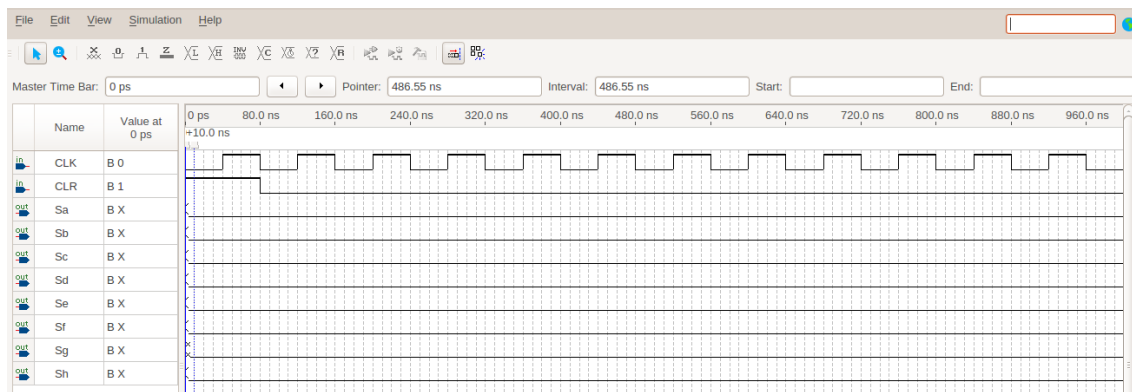 File Edit View Simulation Help
Master Time Bar: 0 ps Pointer: 486.55 ns Interval: 486.55 ns Start: End:
Name Value at 0 ps
0 ps 80.0 ns 160.0 ns 240.0 ns 320.0 ns 400.0 ns 480.0 ns 560.0 ns 640.0 ns 720.0 ns 800.0 ns 880.0 ns 960.0 ns
+10.0 ns
in CLK B 0
in CLR B 1
out Sa B X
out Sb B X
out Sc B X
out Sd B X
out Se B X
out Sf B X
out Sg B X
out Sh B X